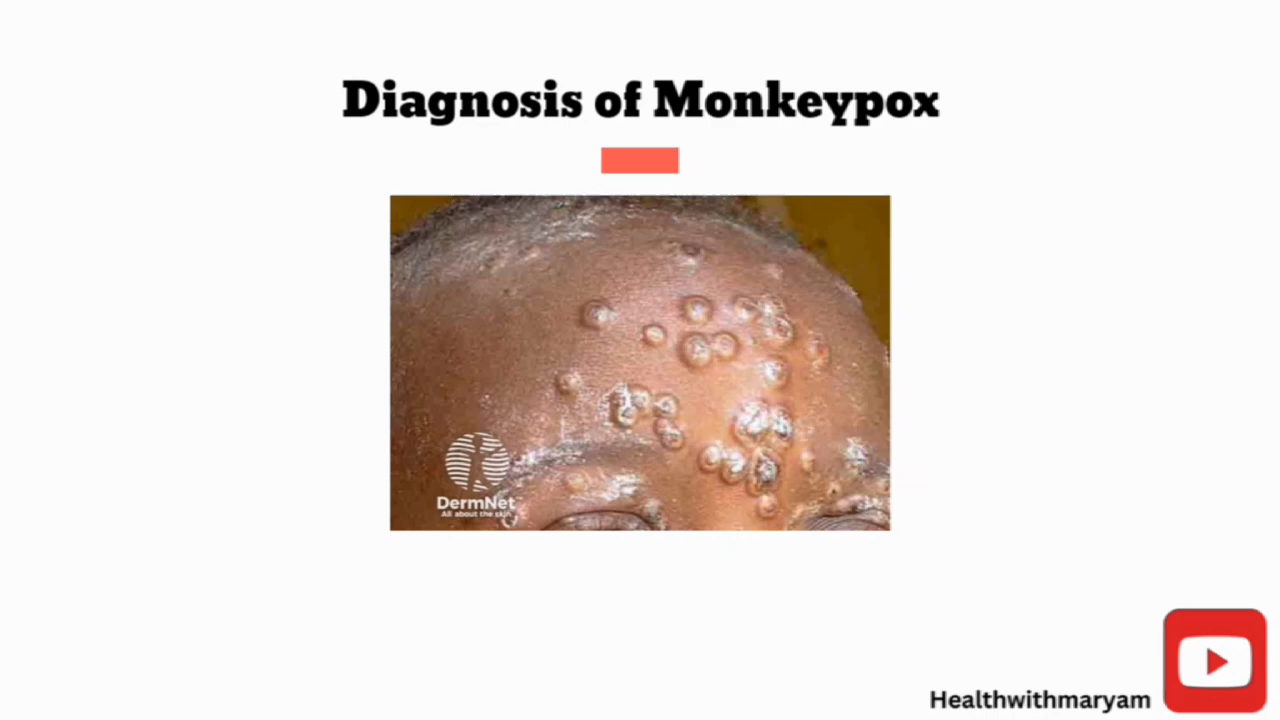 Diagnosis of Monkeypox
DermNet
All about the skin
Healthwithmaryam